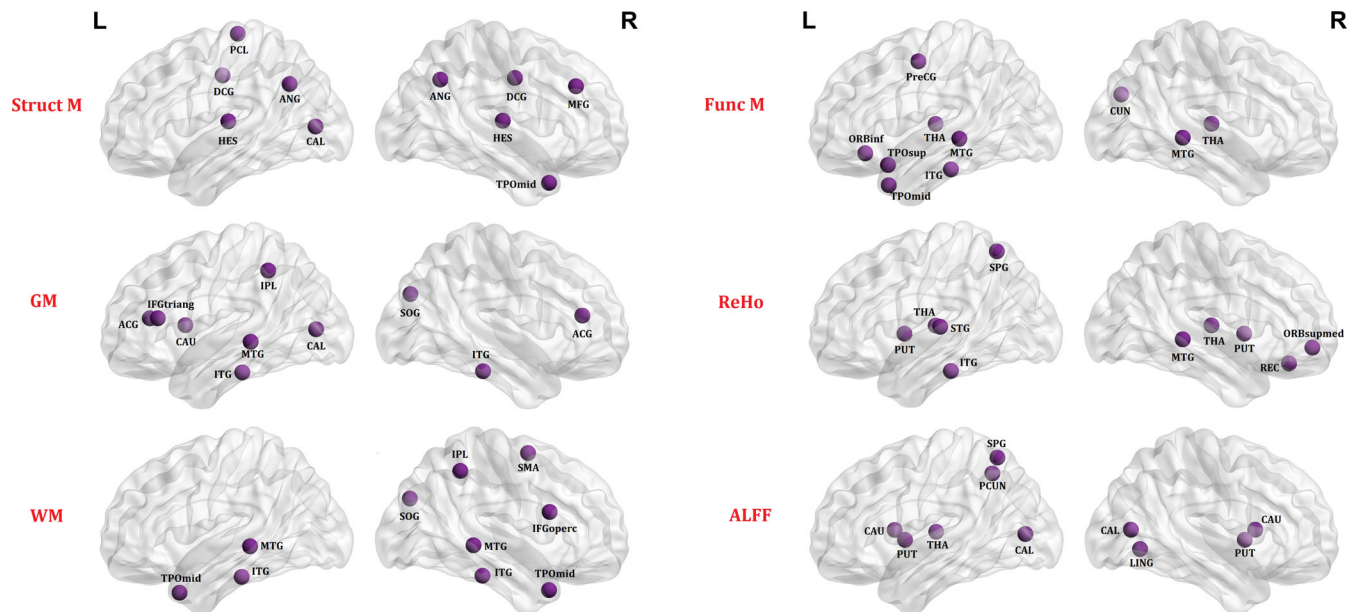 L
R
L
R
Struct M
PCL
DCG
ANG
HES
CAL
ANG
DCG
MFG
HES
TPOmid
Func M
PreCG
THA
ORBinf
TPOsup
MTG
ITG
TPOmid
CUN
MTG
THA
GM
IPL
IFGtriang
ACG
CAU
MTG
CAL
ITG
SOG
ACG
ITG
ReHo
SPG
THA
STG
PUT
ITG
THA
PUT
MTG
ORBsupmed
REC
WM
MTG
TPOmid
ITG
IPL
SMA
SOG
IFGoperc
MTG
ITG
TPOmid
ALFF
SPG
PCUN
CAU
PUT
THA
CAL
CAL
LING
CAU
PUT